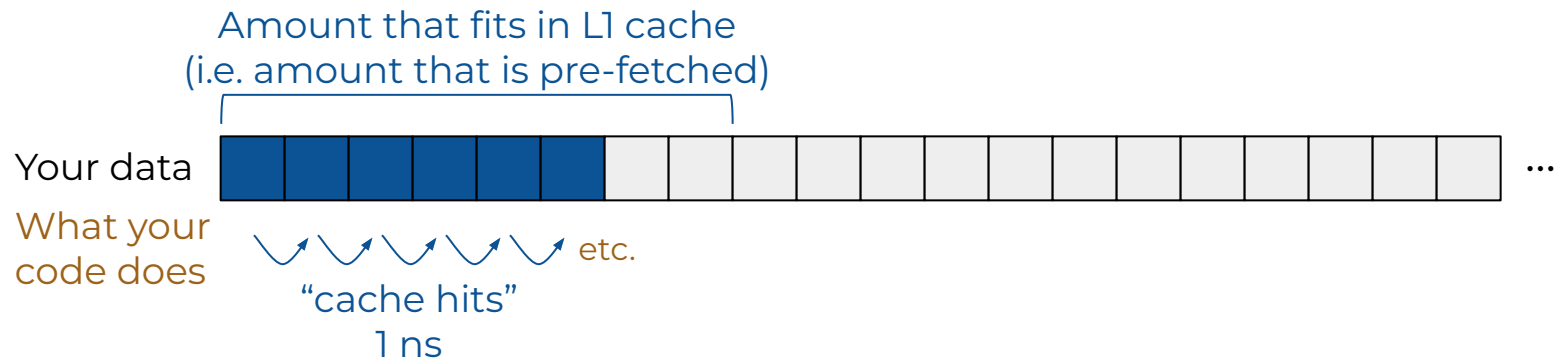 Amount that fits in L1 cache
(i.e. amount that is pre-fetched)
Your data
...
What your
code does
etc.
“cache hits”
1 ns